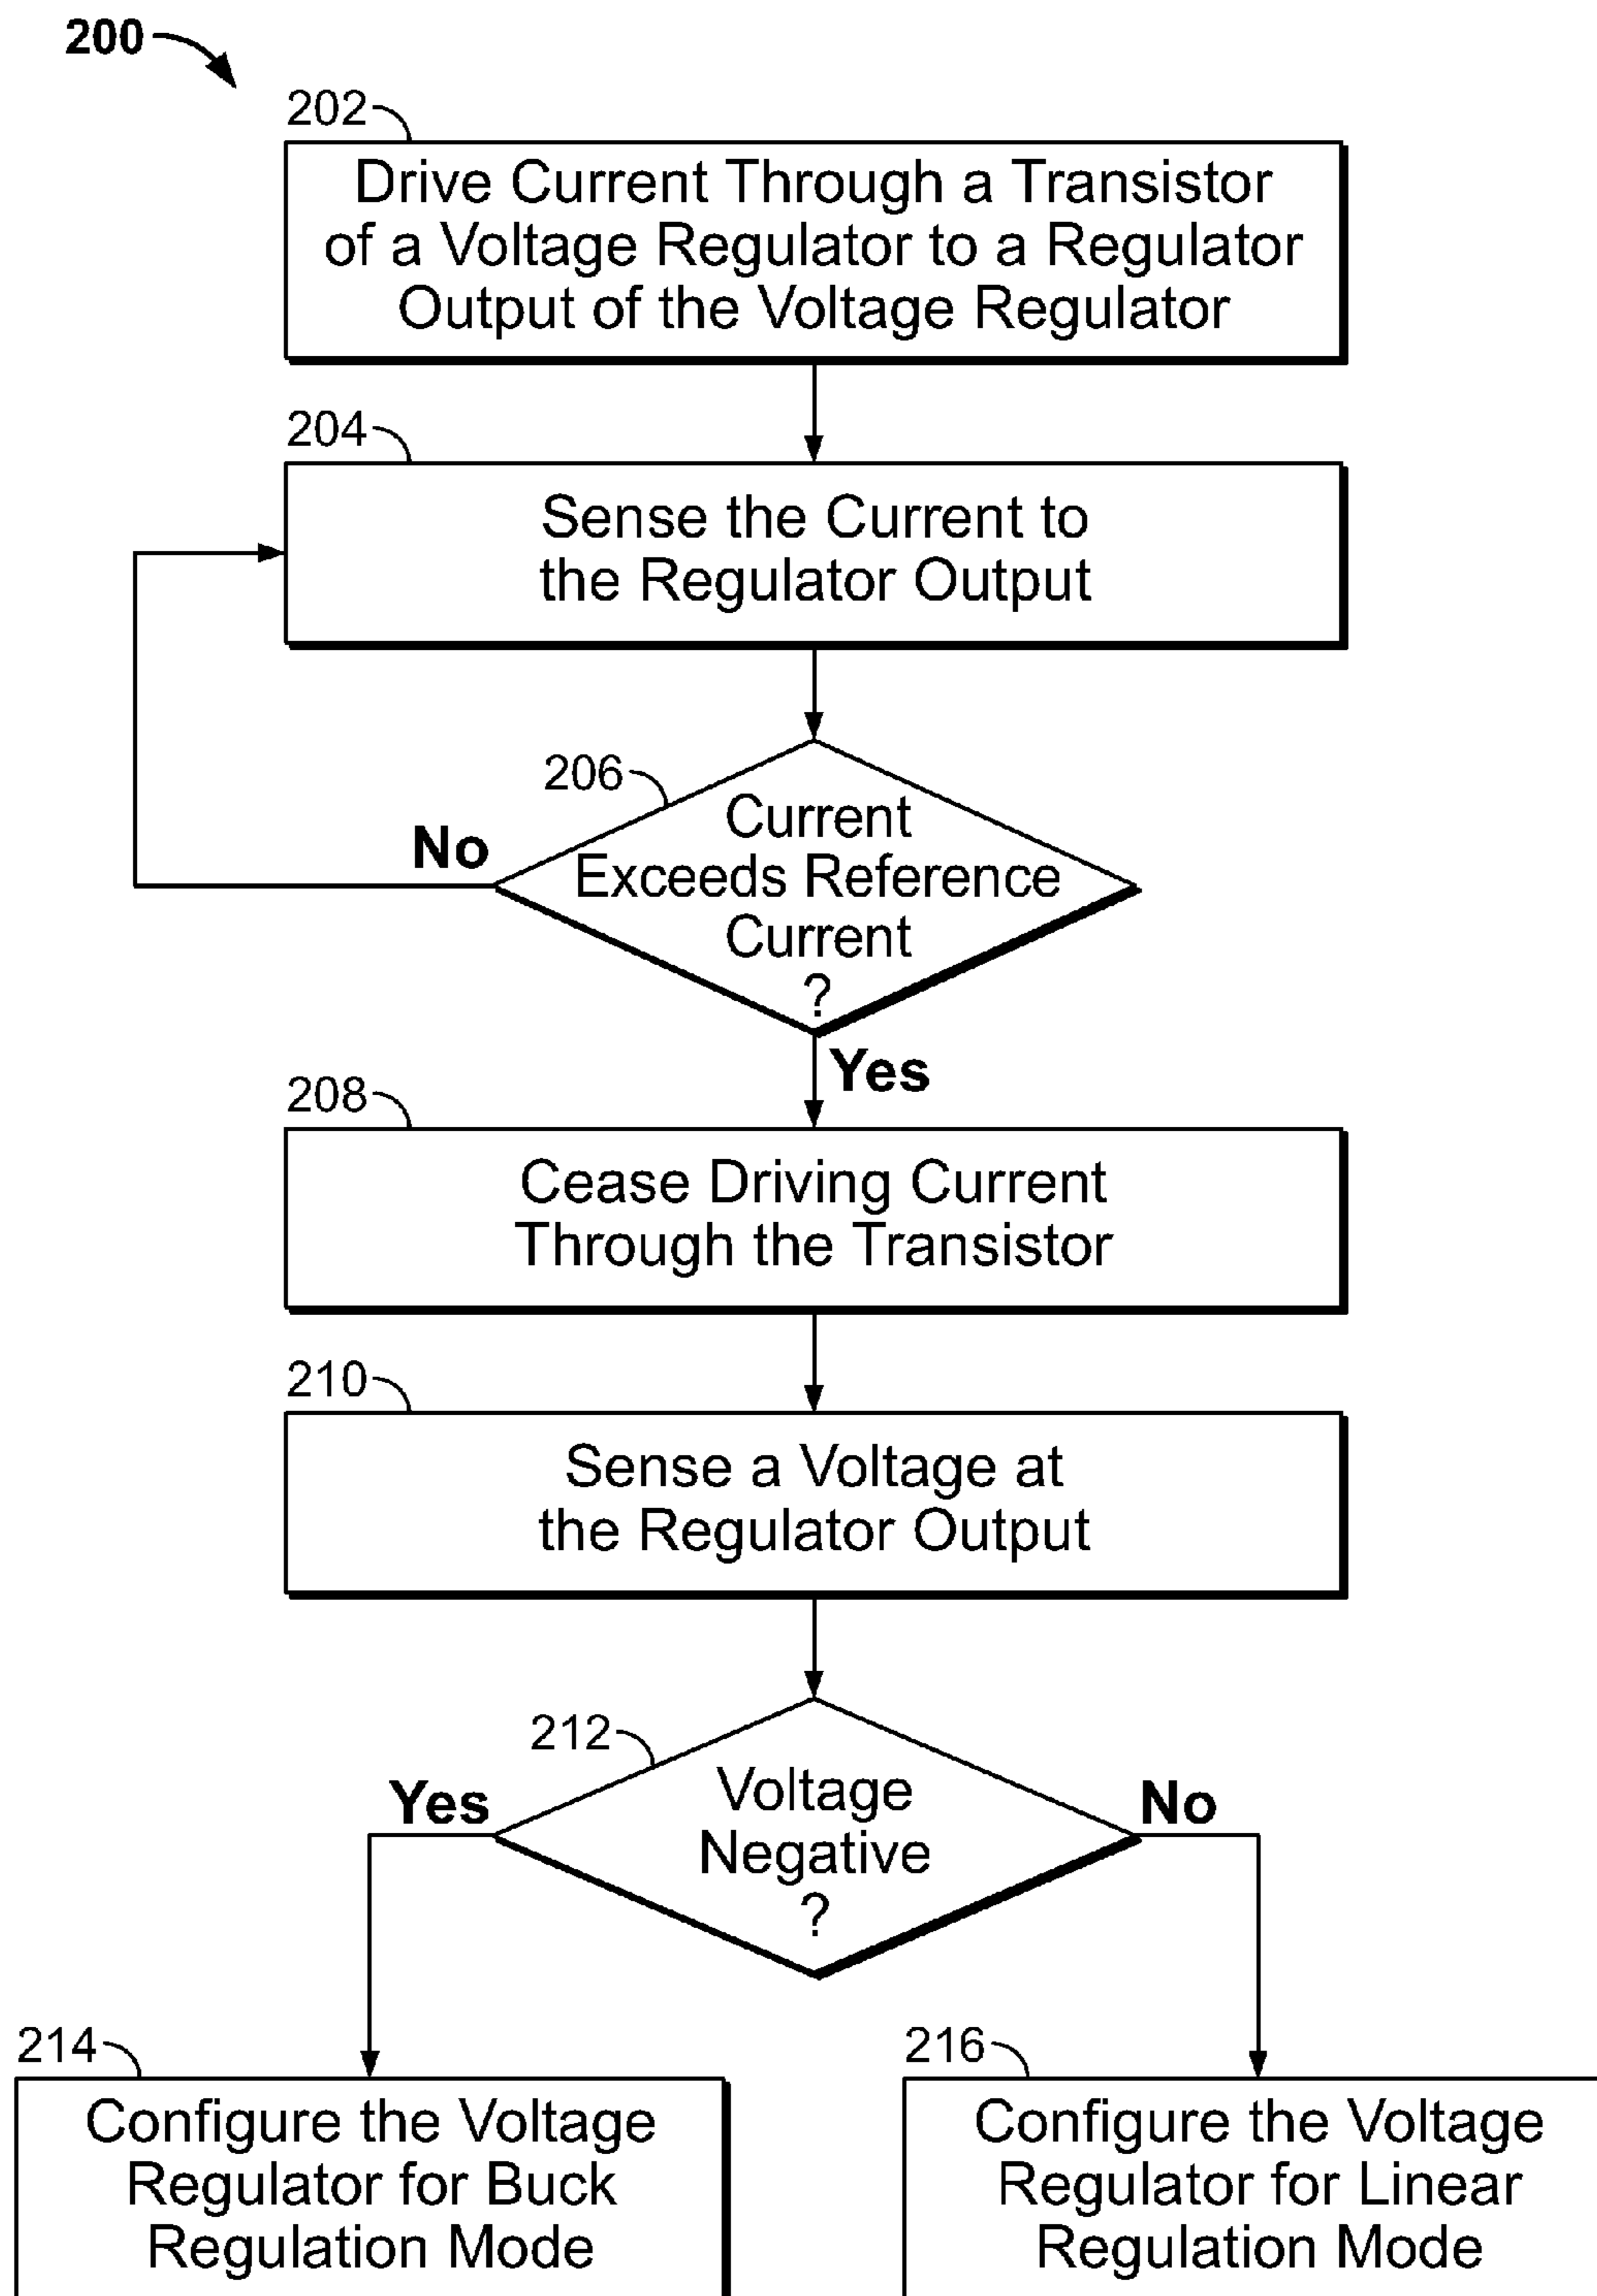 200
202
Drive Current Through a Transistor
of a Voltage Regulator to a Regulator
Output of the Voltage Regulator
204
Sense the Current to
the Regulator Output
206
Current
Exceeds Reference
Current
?
No
Yes
208
Cease Driving Current
Through the Transistor
210
Sense a Voltage at
the Regulator Output
212
Voltage
Negative
?
Yes
No
214
Configure the Voltage
Regulator for Buck
Regulation Mode
216
Configure the Voltage
Regulator for Linear
Regulation Mode